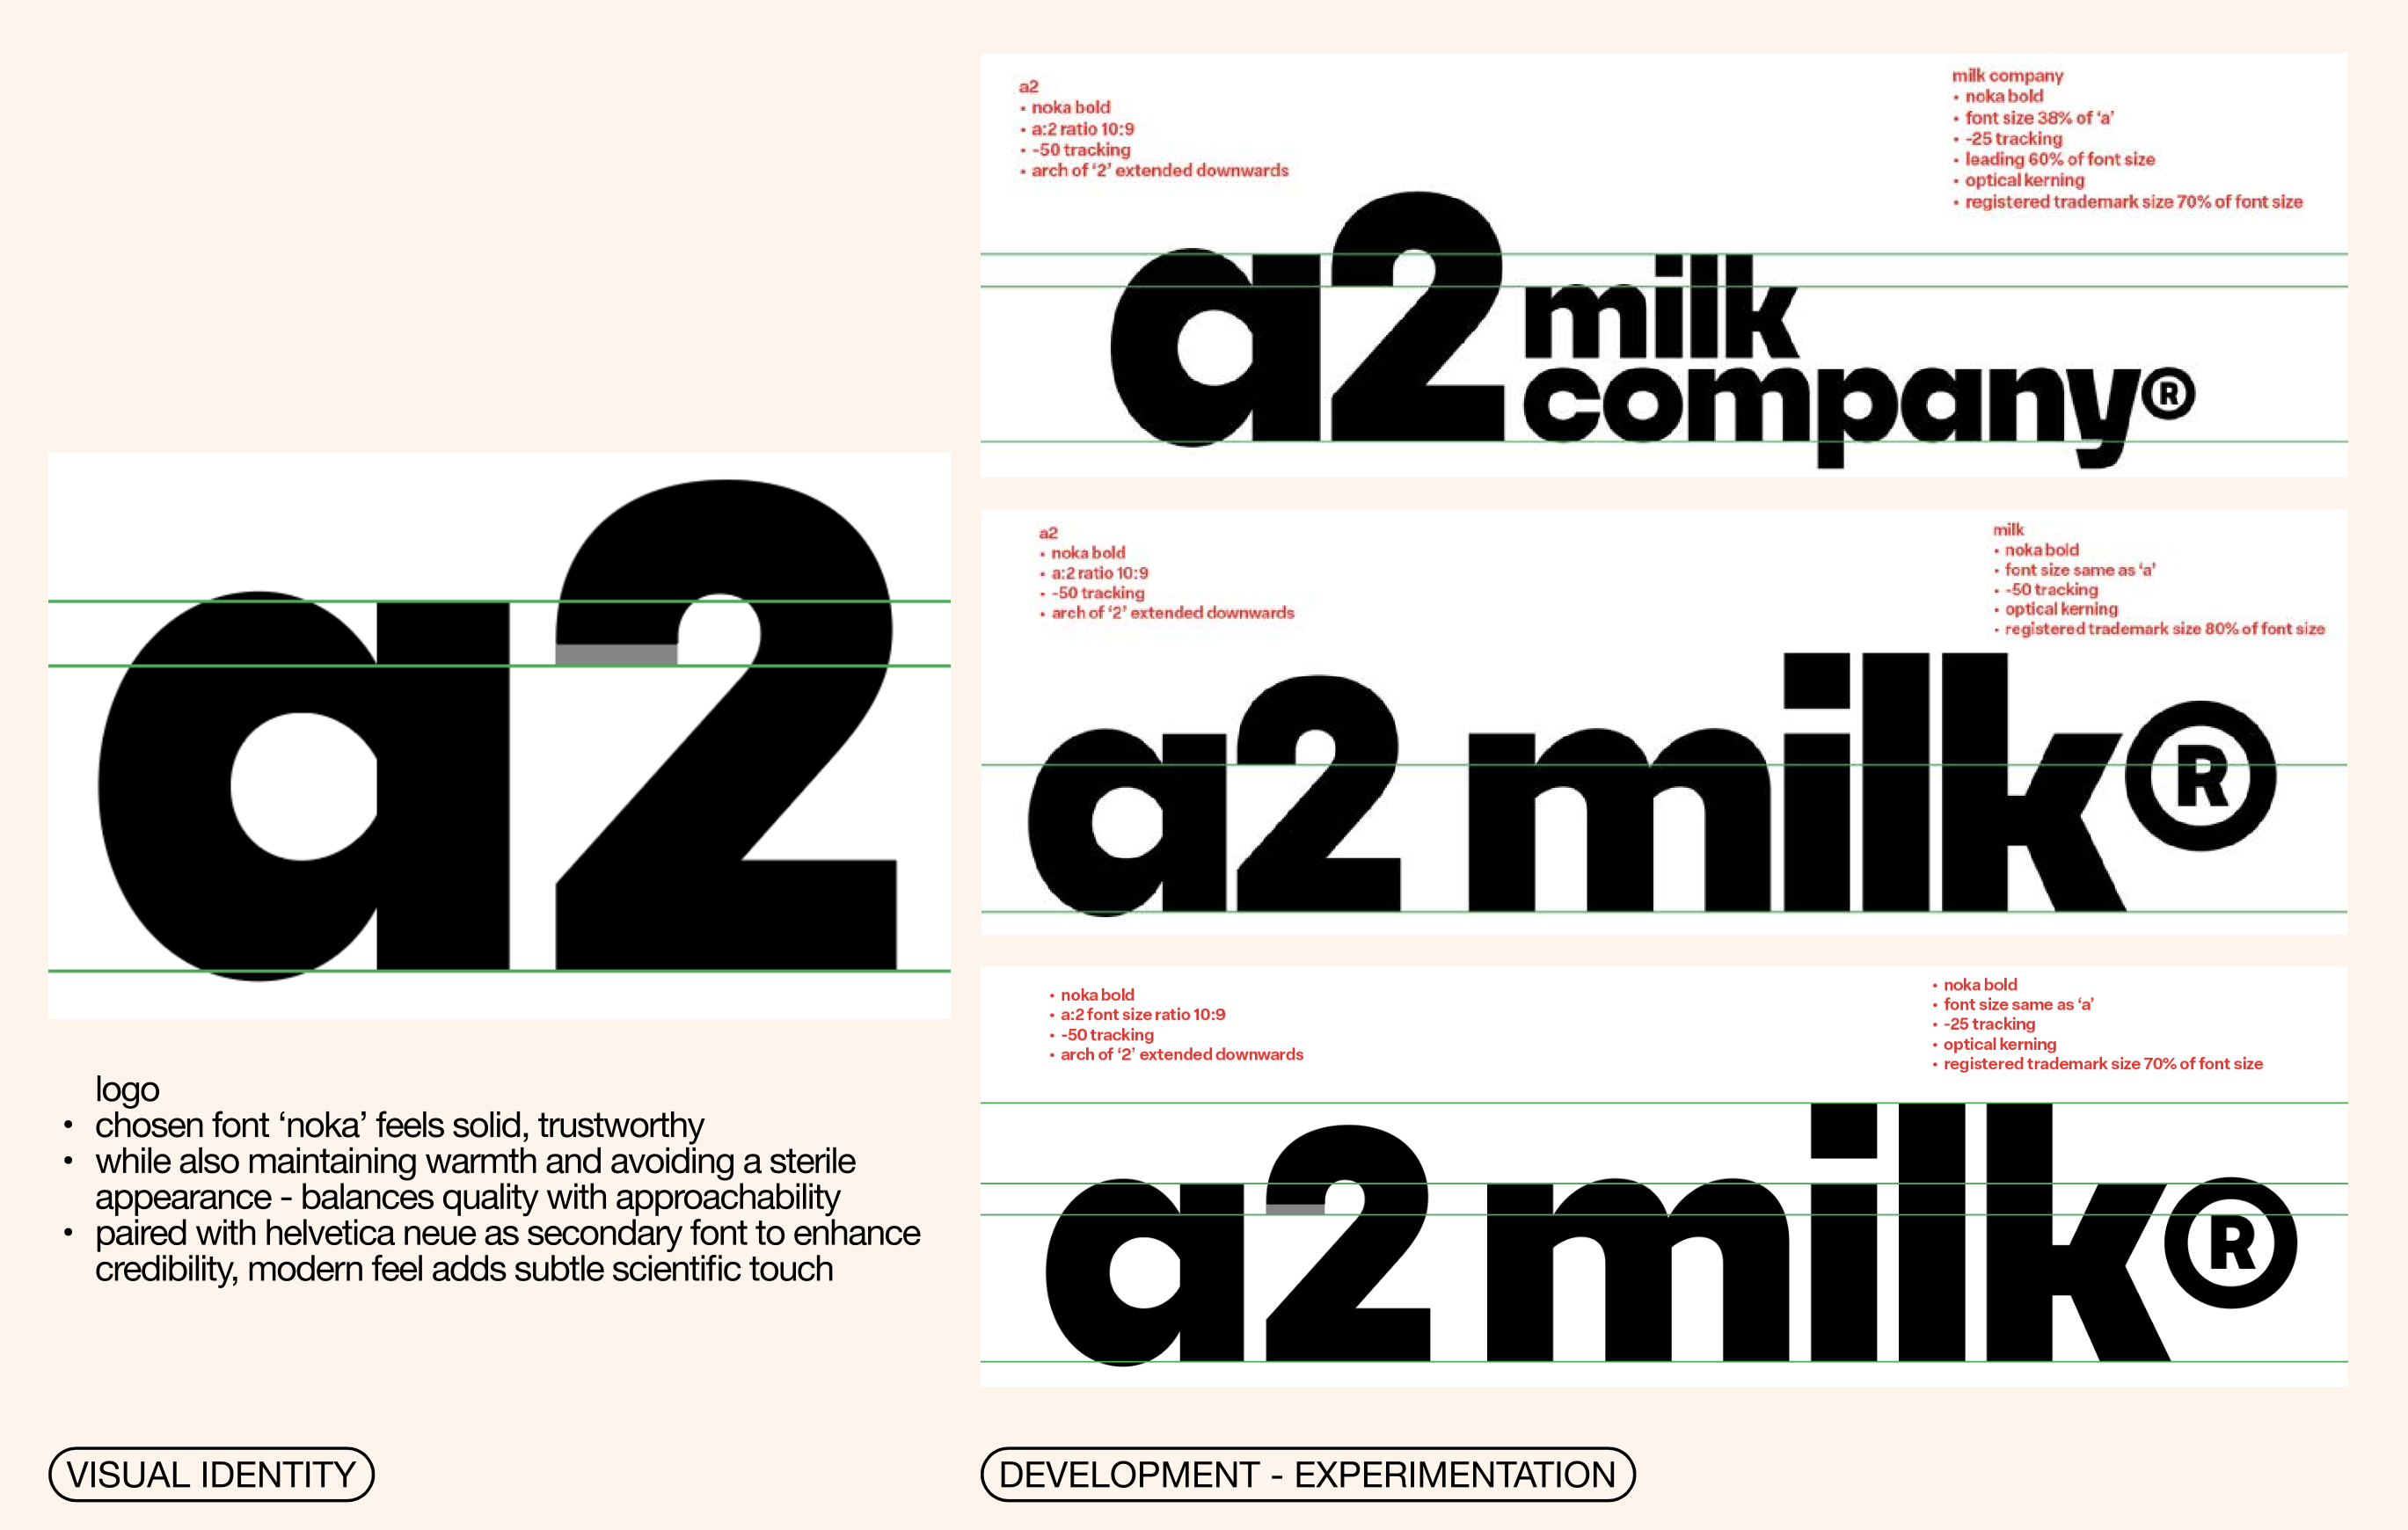 a2
logo
• chosen font ‘noka’ feels solid, trustworthy
• while also maintaining warmth and avoiding a sterile
appearance - balances quality with approachability
• paired with helvetica neue as secondary font to enhance
credibility, modern feel adds subtle scientific touch
VISUAL IDENTITY
a2
• noka bold
• a:2 ratio 10:9
• -50 tracking
• arch of ‘2’ extended downwards
milk company
• noka bold
• font size 38% of ‘a’
• -25 tracking
• leading 60% of font size
• optical kerning
• registered trademark size 70% of font size
a2 milk
company®
a2
• noka bold
• a:2 ratio 10:9
• -50 tracking
• arch of ‘2’ extended downwards
milk
• noka bold
• font size same as ‘a’
• -50 tracking
• optical kerning
• registered trademark size 80% of font size
a2 milk®
• noka bold
• a:2 font size ratio 10:9
• -50 tracking
• arch of ‘2’ extended downwards
• noka bold
• font size same as ‘a’
• -25 tracking
• optical kerning
• registered trademark size 70% of font size
a2 milk®
DEVELOPMENT - EXPERIMENTATION